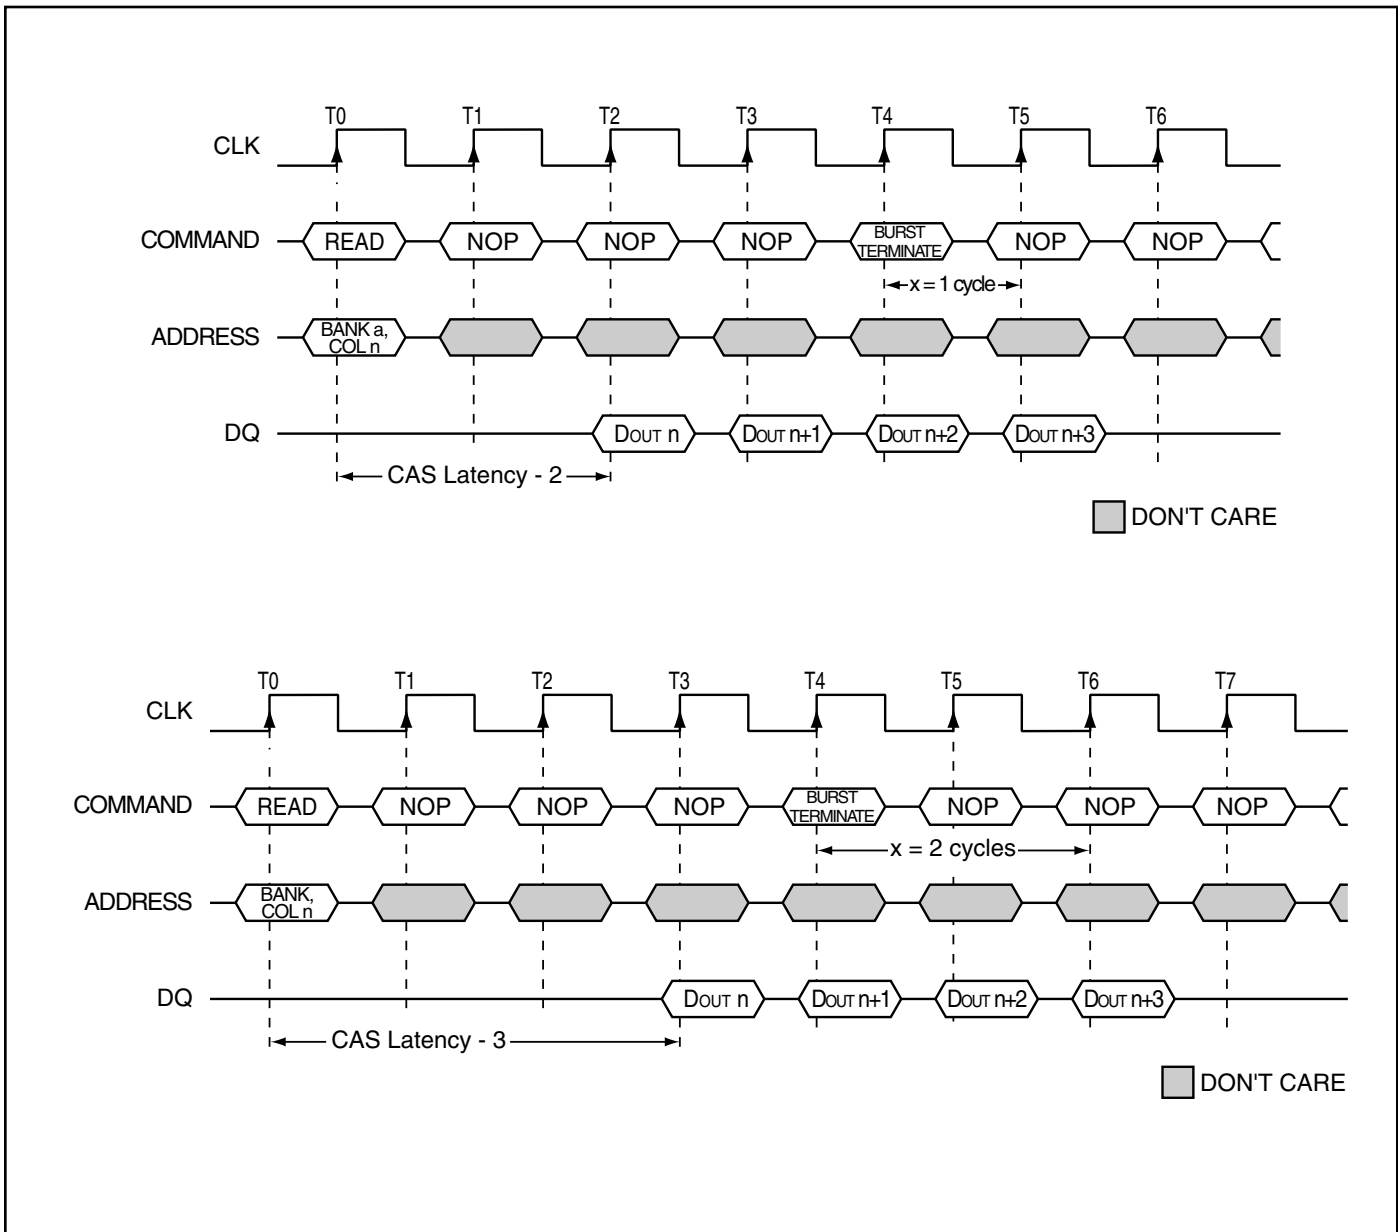 T0 T1 T2 T3 T4 T5 T6
CLK
COMMAND READ NOP NOP NOP BURST TERMINATE NOP NOP
x = 1 cycle
ADDRESS BANK a, COL n
DQ DOUT n DOUT n+1 DOUT n+2 DOUT n+3
CAS Latency - 2
DON'T CARE
T0 T1 T2 T3 T4 T5 T6 T7
CLK
COMMAND READ NOP NOP NOP BURST TERMINATE NOP NOP NOP
x = 2 cycles
ADDRESS BANK, COL n
DQ DOUT n DOUT n+1 DOUT n+2 DOUT n+3
CAS Latency - 3
DON'T CARE